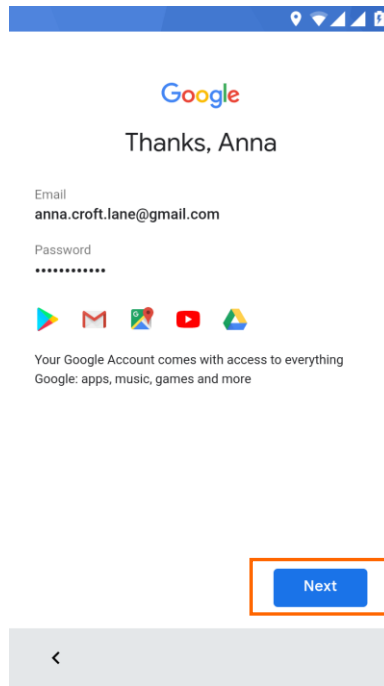 Google
Thanks, Anna
Email
anna.croft.lane@gmail.com
Password
••••••••••••
Your Google Account comes with access to everything
Google: apps, music, games and more
Next